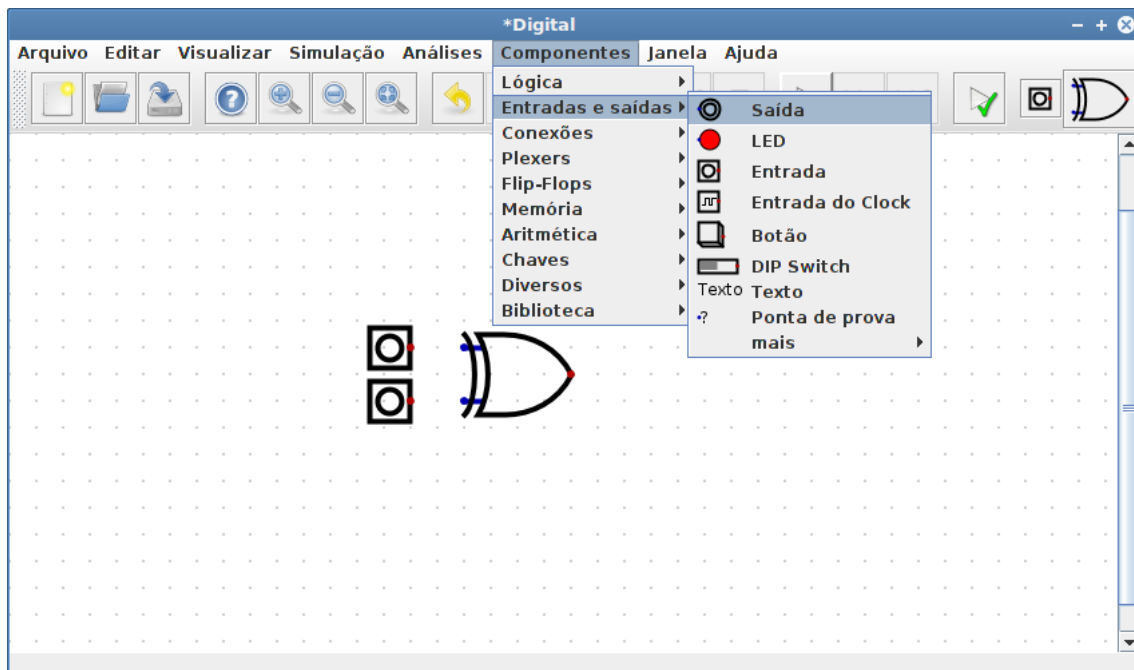 *Digital
Arquivo Editar Visualizar Simulação Análises Componentes Janela Ajuda
Lógica
Entradas e saídas
Conexões
Plexers
Flip-Flops
Memória
Aritmética
Chaves
Diversos
Biblioteca
Saída
LED
Entrada
Entrada do Clock
Botão
DIP Switch
Texto Texto
·? Ponta de prova
mais